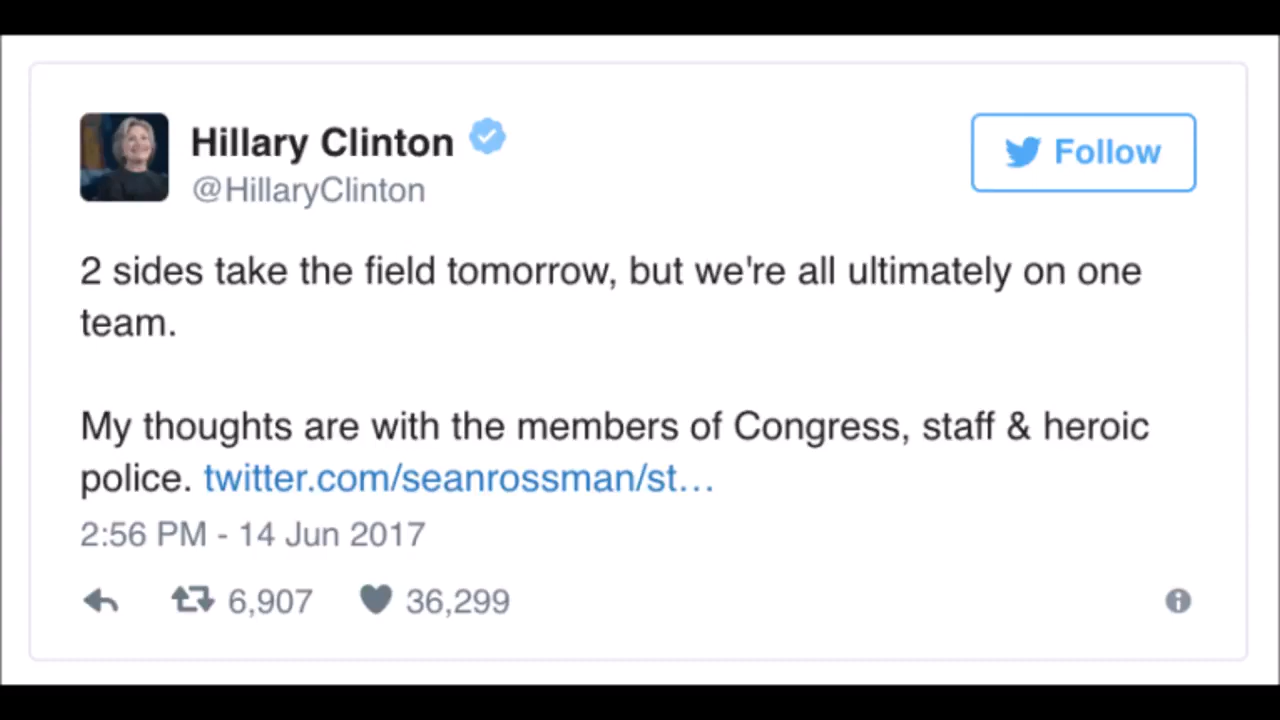 Hillary Clinton
@HillaryClinton
Follow
2 sides take the field tomorrow, but we're all ultimately on one
team.
My thoughts are with the members of Congress, staff & heroic
police. twitter.com/seanrossman/st…
2:56 PM - 14 Jun 2017
6,907 36,299